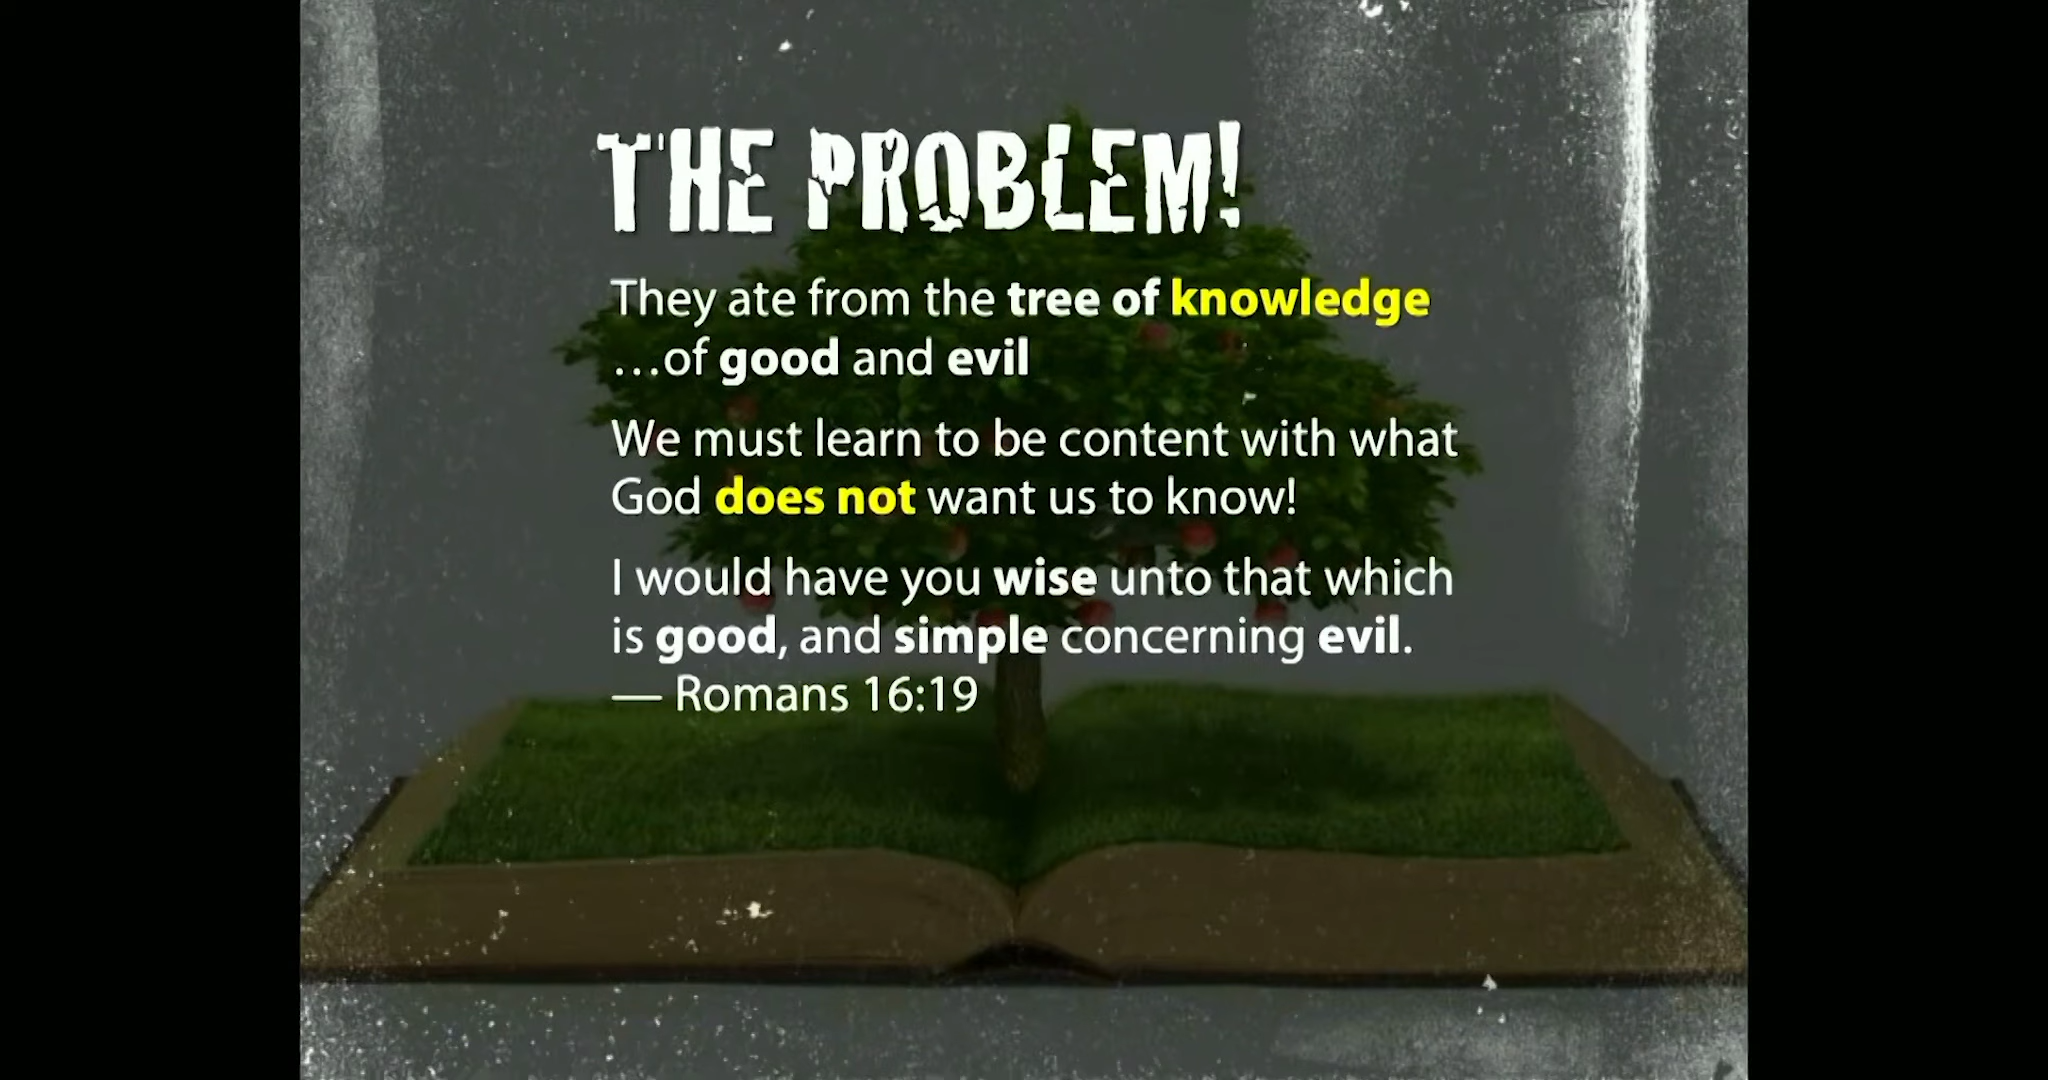 THE PROBLEM!
They ate from the tree of knowledge
…of good and evil
We must learn to be content with what
God does not want us to know!
I would have you wise unto that which
is good, and simple concerning evil.
— Romans 16:19